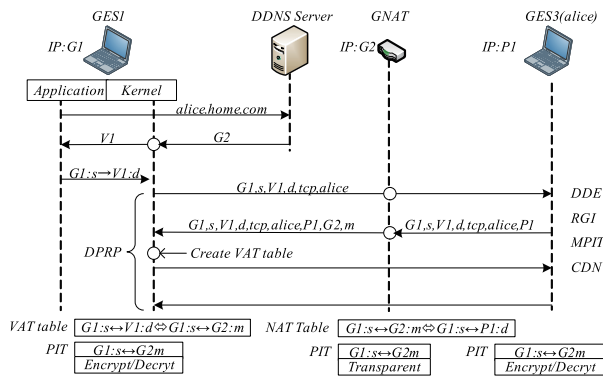 GES1
DDNS Server
GNAT
GES3(alice)
IP:G1
IP:G2
IP:P1
Application
Kernel
alice.home.com
V1
G2
G1:s→V1:d
G1,s,V1,d,tcp,alice
DDE
RGI
G1,s,V1,d,tcp,alice,P1,G2,m
G1,s,V1,d,tcp,alice,P1
MPIT
DPRP
Create VAT table
CDN
VAT table
G1:s↔V1:d⇔G1:s↔G2:m
NAT Table
G1:s↔G2:m⇔G1:s↔P1:d
PIT
G1:s↔G2m
Encrypt/Decryt
PIT
G1:s↔G2m
Transparent
PIT
G1:s↔G2m
Encrypt/Decryt